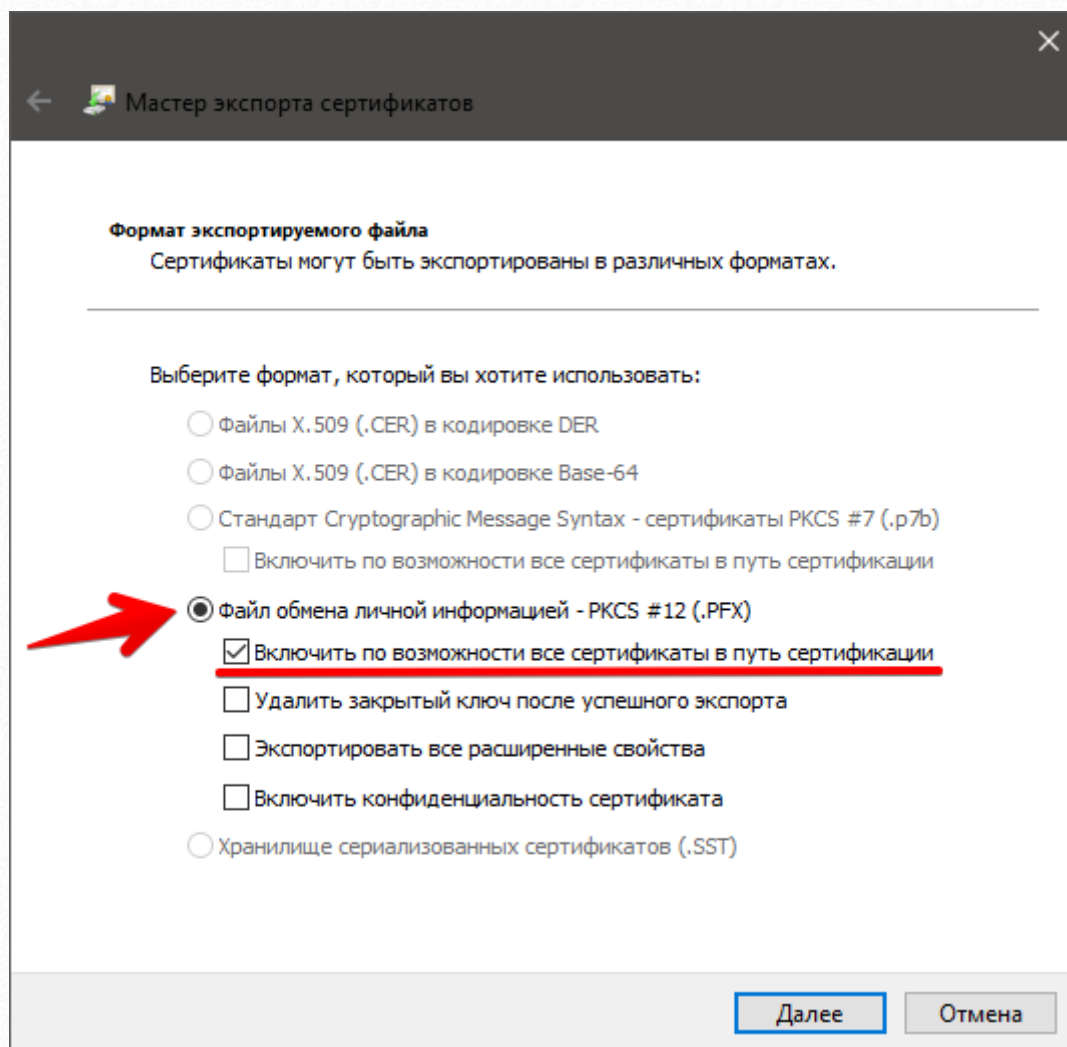 Мастер экспорта сертификатов
Формат экспортируемого файла
Сертификаты могут быть экспортированы в различных форматах.
Выберите формат, который вы хотите использовать:
Файлы X.509 (.CER) в кодировке DER
Файлы X.509 (.CER) в кодировке Base-64
Стандарт Cryptographic Message Syntax - сертификаты PKCS #7 (.p7b)
Включить по возможности все сертификаты в путь сертификации
Файл обмена личной информацией - PKCS #12 (.PFX)
Включить по возможности все сертификаты в путь сертификации
Удалить закрытый ключ после успешного экспорта
Экспортировать все расширенные свойства
Включить конфиденциальность сертификата
Хранилище сериализованных сертификатов (.SST)
Далее
Отмена